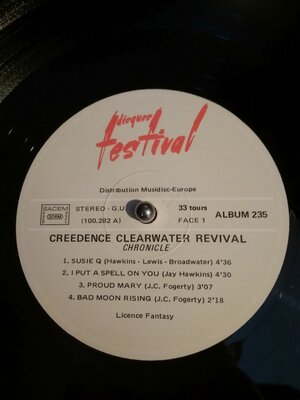 disques
festival
Distribution Musidisc-Europe
SACEM
STEREO - G.U
33 tours
(100.282 A)
FACE 1
ALBUM 235
CREEDENCE CLEARWATER REVIVAL
CHRONICLE
1. SUSIE Q (Hawkins - Lewis - Broadwater) 4'36
2. I PUT A SPELL ON YOU (Jay Hawkins) 4'30
3. PROUD MARY (J.C. Fogerty) 3'07
4. BAD MOON RISING (J.C. Fogerty) 2'18
Licence Fantasy